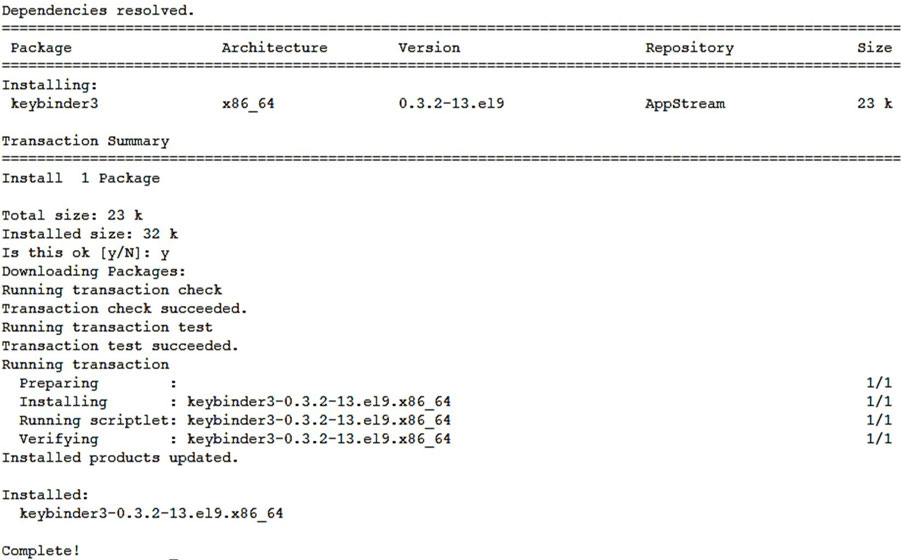 Dependencies resolved.
================================================================================
Package Architecture Version Repository Size
================================================================================
Installing:
keybinder3 x86_64 0.3.2-13.el9 AppStream 23 k
Transaction Summary
================================================================================
Install 1 Package
Total size: 23 k
Installed size: 32 k
Is this ok [y/N]: y
Downloading Packages:
Running transaction check
Transaction check succeeded.
Running transaction test
Transaction test succeeded.
Running transaction
Preparing : 1/1
Installing : keybinder3-0.3.2-13.el9.x86_64 1/1
Running scriptlet: keybinder3-0.3.2-13.el9.x86_64 1/1
Verifying : keybinder3-0.3.2-13.el9.x86_64 1/1
Installed products updated.
Installed:
keybinder3-0.3.2-13.el9.x86_64
Complete!